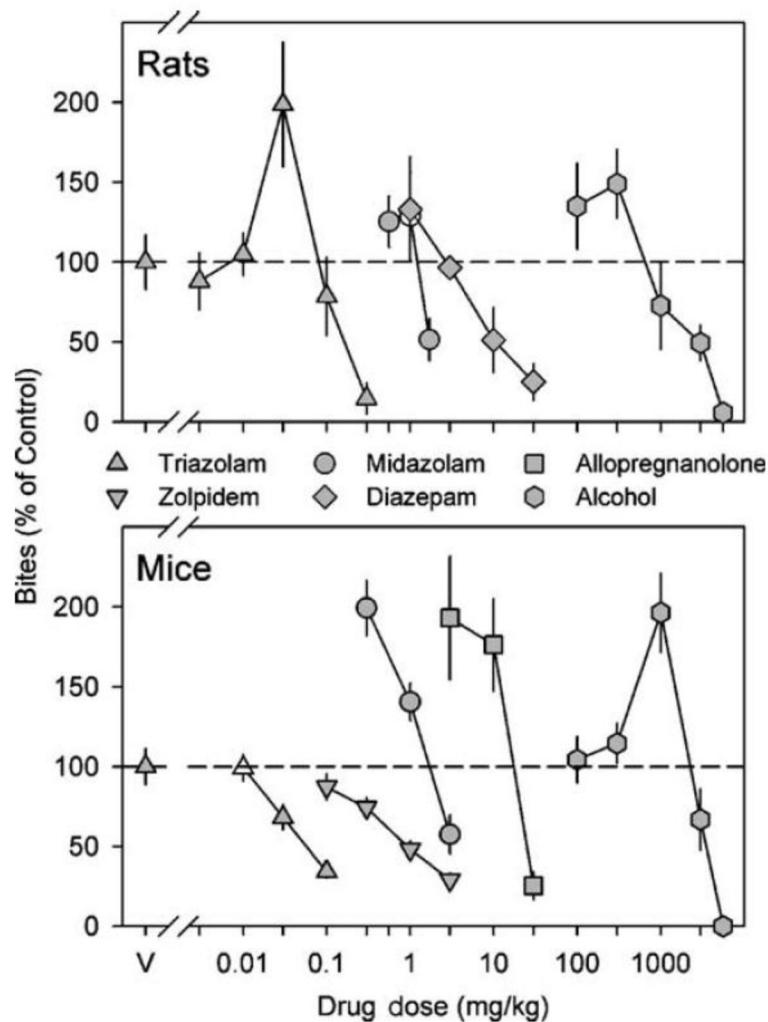 Rats
200
150
100
50
0
Bites (% of Control)
Triazolam Midazolam Allopregnanolone
Zolpidem Diazepam Alcohol
Mice
200
150
100
50
0
V 0.01 0.1 1 10 100 1000
Drug dose (mg/kg)